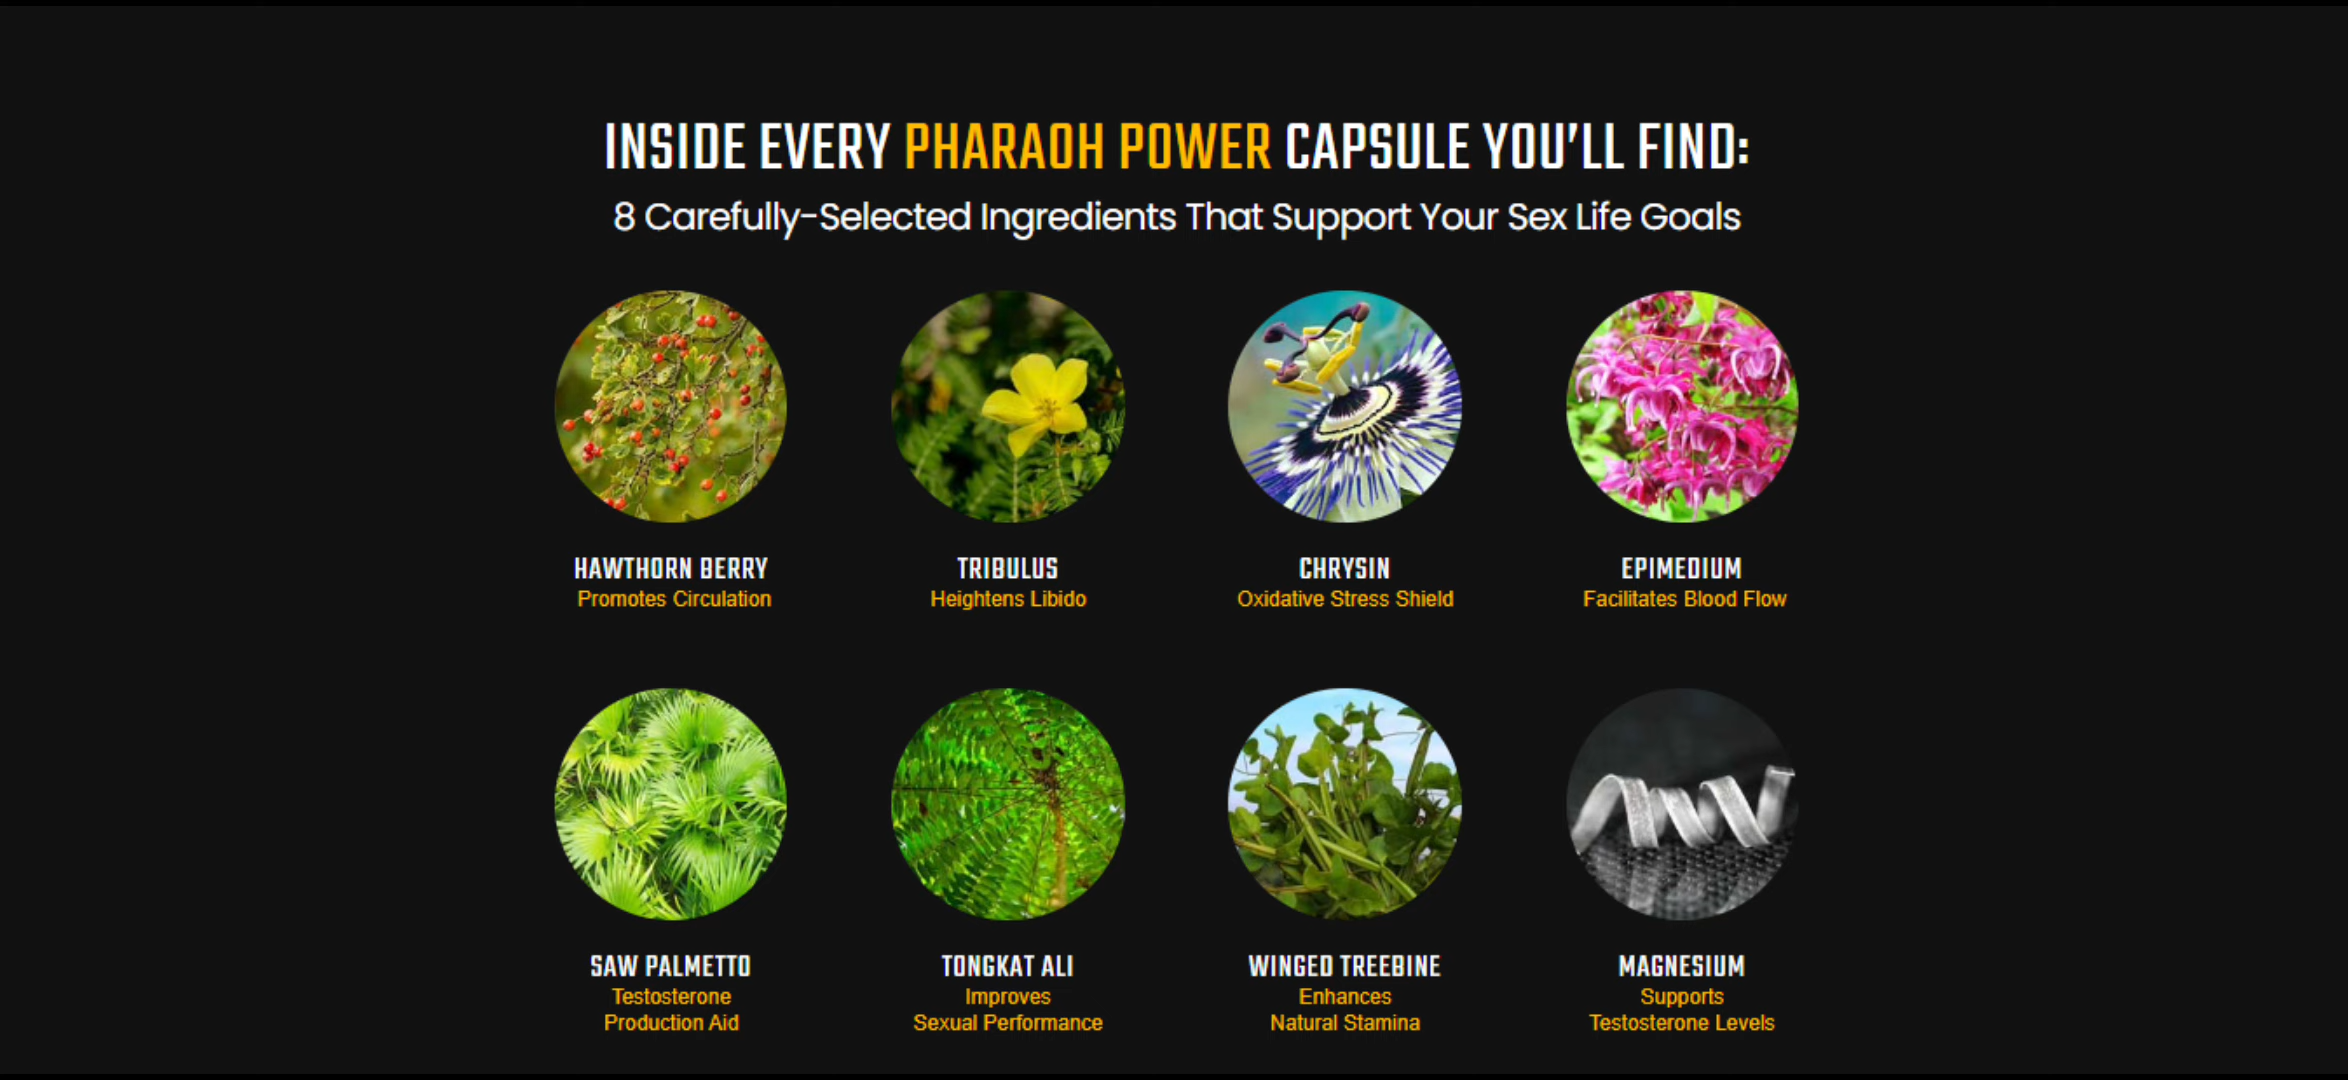 INSIDE EVERY PHARAOH POWER CAPSULE YOU'LL FIND:
8 Carefully-Selected Ingredients That Support Your Sex Life Goals
HAWTHORN BERRY
Promotes Circulation
TRIBULUS
Heightens Libido
CHRYSIN
Oxidative Stress Shield
EPIMEDIUM
Facilitates Blood Flow
SAW PALMETTO
Testosterone
Production Aid
TONGKAT ALI
Improves
Sexual Performance
WINGED TREEBINE
Enhances
Natural Stamina
MAGNESIUM
Supports
Testosterone Levels